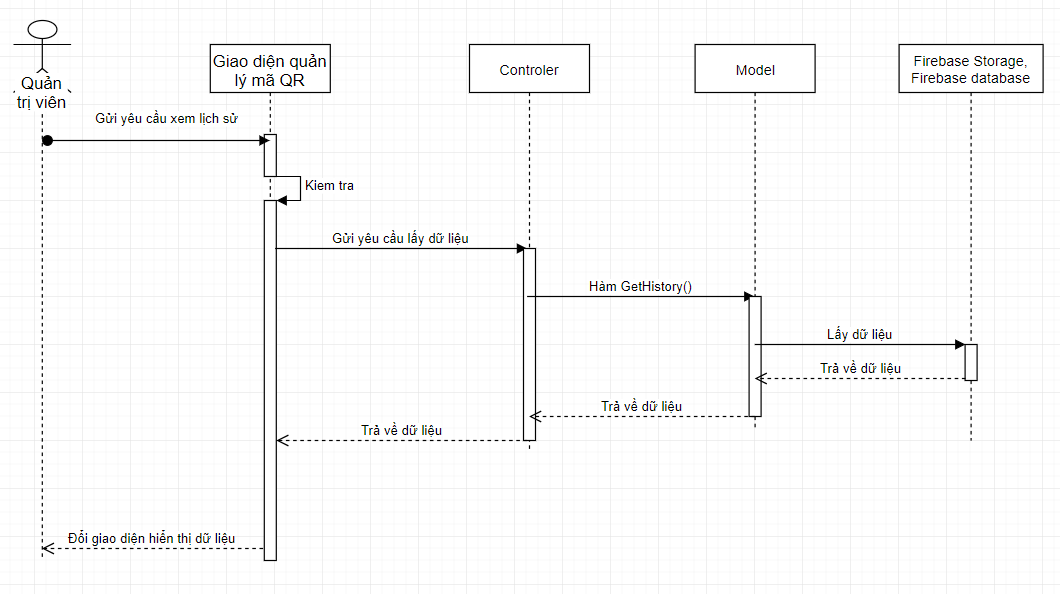 Quản
trị viên
Giao diện quản
lý mã QR
Controler
Model
Firebase Storage,
Firebase database
Gửi yêu cầu xem lịch sử
Kiem tra
Gửi yêu cầu lấy dữ liệu
Hàm GetHistory()
Lấy dữ liệu
Trả về dữ liệu
Trả về dữ liệu
Trả về dữ liệu
Đổi giao diện hiển thị dữ liệu